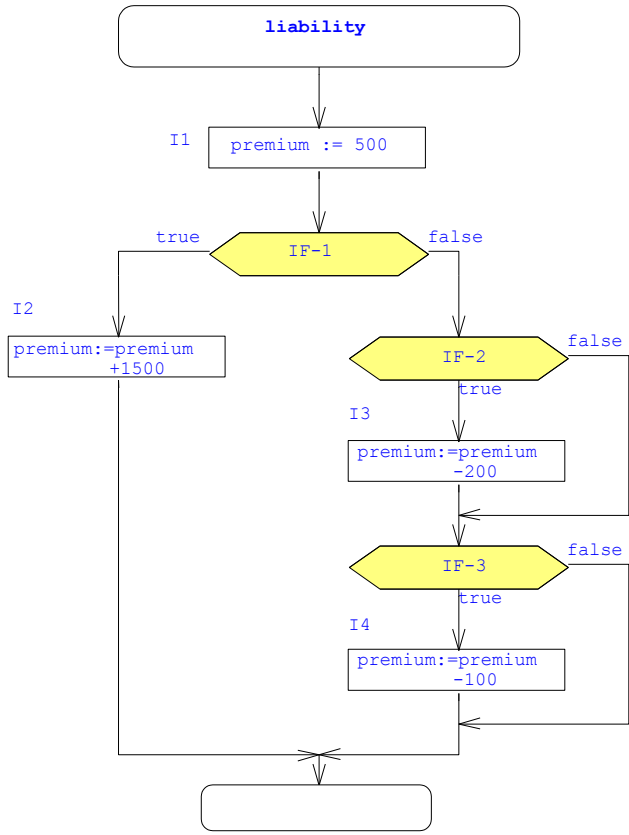 liability
I1
premium := 500
true
false
IF-1
I2
premium:=premium
+1500
false
IF-2
true
I3
premium:=premium
-200
false
IF-3
true
I4
premium:=premium
-100